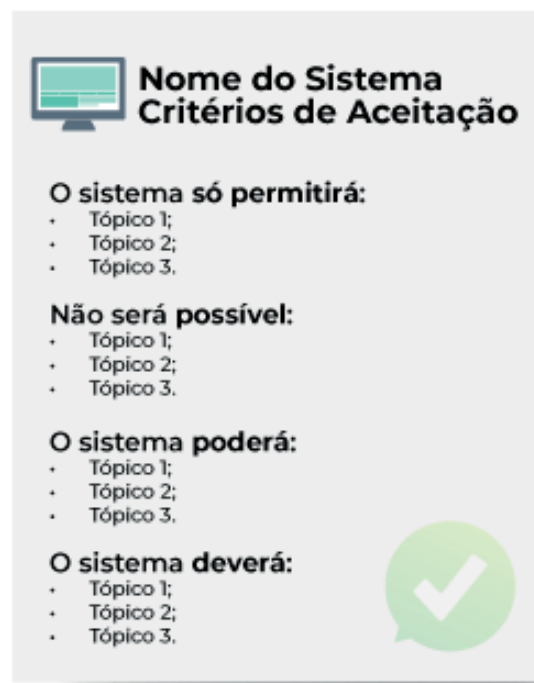 Nome do Sistema
Critérios de Aceitação
O sistema só permitirá:
• Tópico 1;
• Tópico 2;
• Tópico 3.
Não será possível:
• Tópico 1;
• Tópico 2;
• Tópico 3.
O sistema poderá:
• Tópico 1;
• Tópico 2;
• Tópico 3.
O sistema deverá:
• Tópico 1;
• Tópico 2;
• Tópico 3.